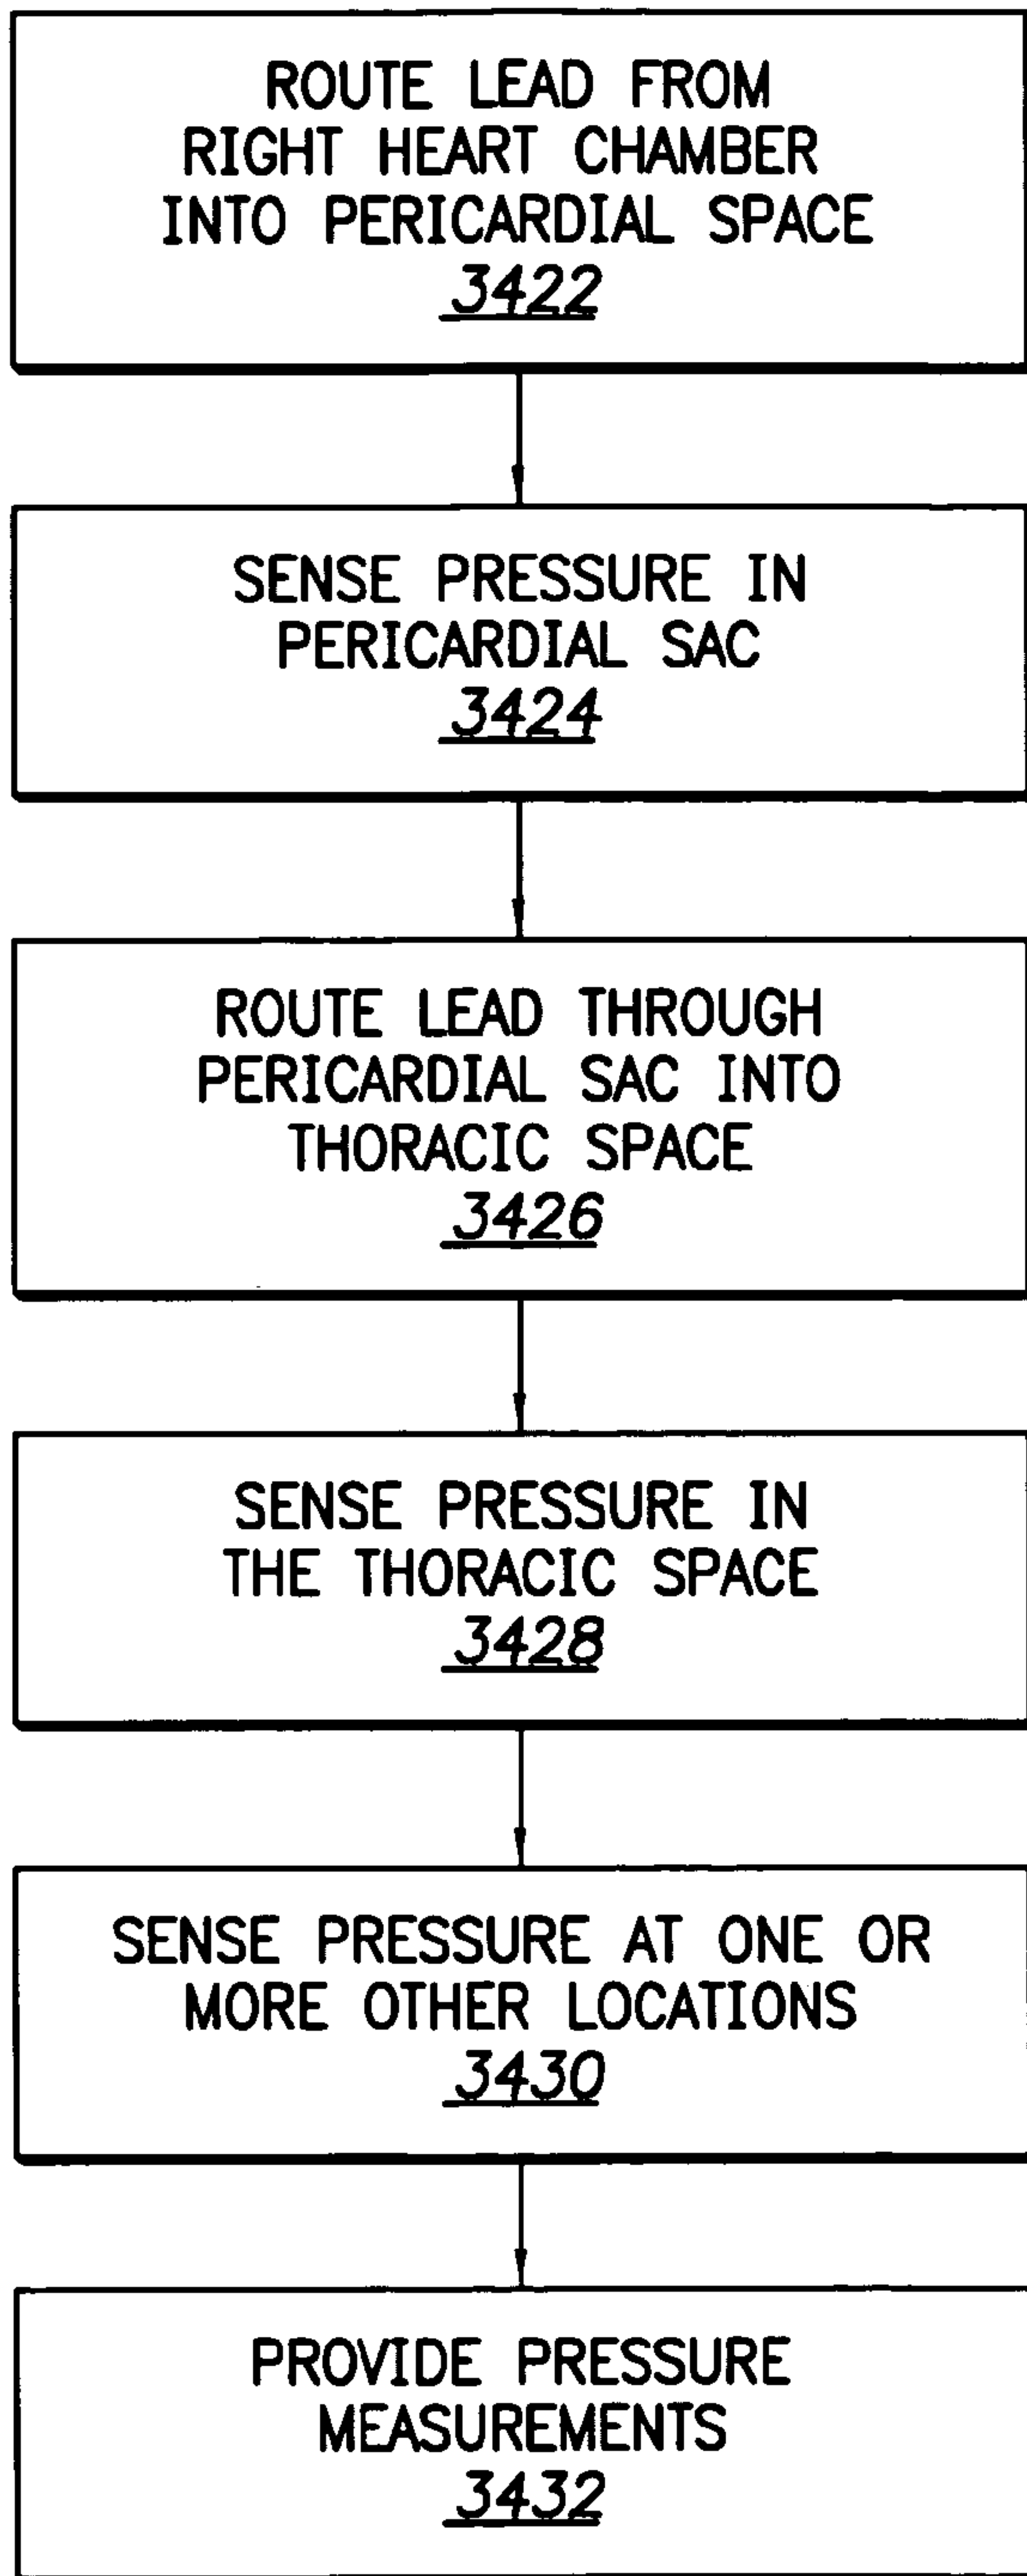 ROUTE LEAD FROM
RIGHT HEART CHAMBER
INTO PERICARDIAL SPACE
3422
SENSE PRESSURE IN
PERICARDIAL SAC
3424
ROUTE LEAD THROUGH
PERICARDIAL SAC INTO
THORACIC SPACE
3426
SENSE PRESSURE IN
THE THORACIC SPACE
3428
SENSE PRESSURE AT ONE OR
MORE OTHER LOCATIONS
3430
PROVIDE PRESSURE
MEASUREMENTS
3432